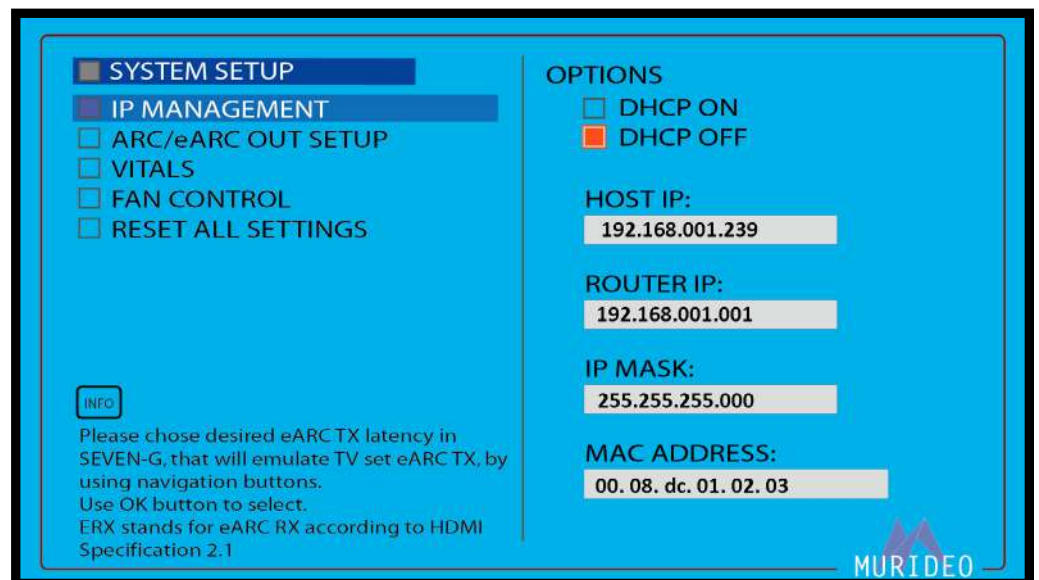 SYSTEM SETUP
IP MANAGEMENT
ARC/eARC OUT SETUP
VITALS
FAN CONTROL
RESET ALL SETTINGS
INFO
Please chose desired eARC TX latency in
SEVEN-G, that will emulate TV set eARC TX, by
using navigation buttons.
Use OK button to select.
ERX stands for eARC RX according to HDMI
Specification 2.1
OPTIONS
DHCP ON
DHCP OFF
HOST IP:
192.168.001.239
ROUTER IP:
192.168.001.001
IP MASK:
255.255.255.000
MAC ADDRESS:
00. 08. dc. 01. 02. 03
MURIDEO